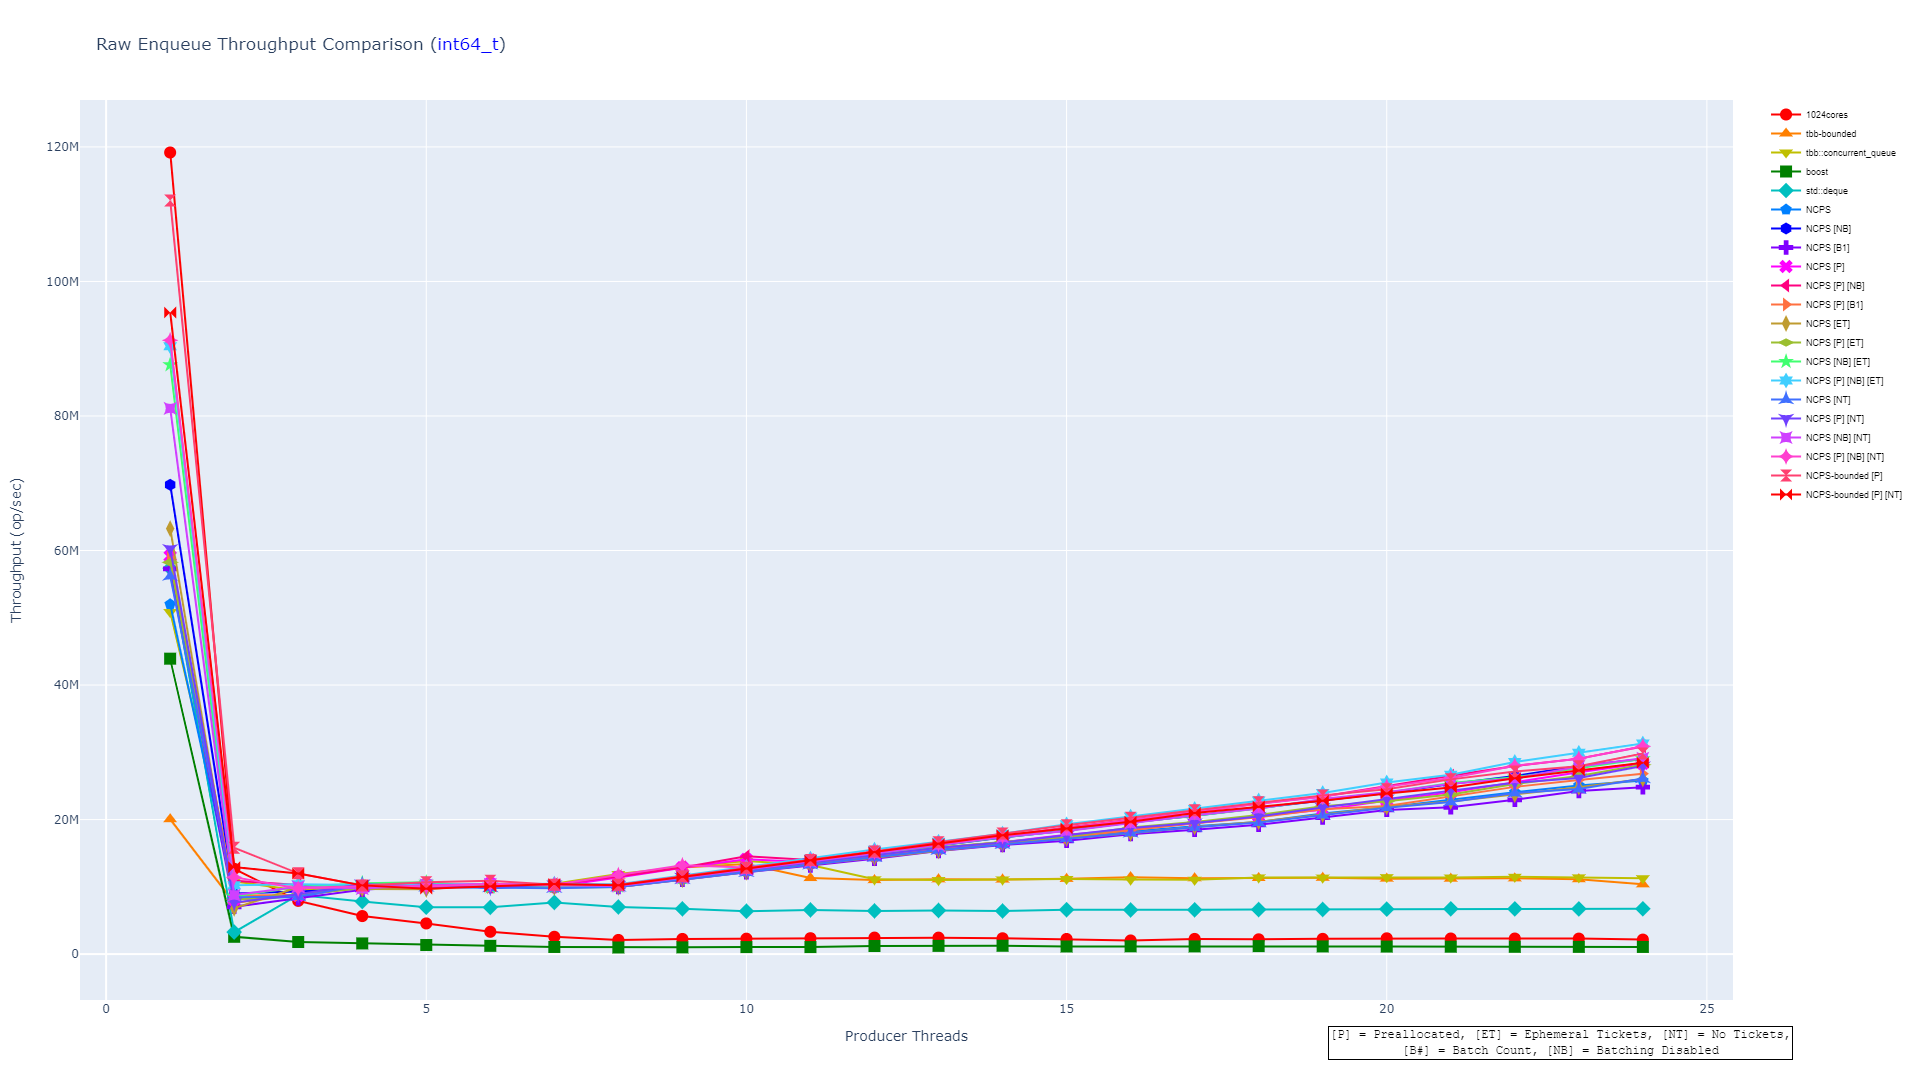 Raw Enqueue Throughput Comparison (int64_t)
120M
100M
80M
60M
40M
20M
0
Throughput (op/sec)
0
5
10
15
20
25
Producer Threads
1024cores
tbb-bounded
tbb::concurrent_queue
boost
std::deque
NCPS
NCPS [NB]
NCPS [B1]
NCPS [P]
NCPS [P] [NB]
NCPS [P] [B1]
NCPS [ET]
NCPS [P] [ET]
NCPS [NB] [ET]
NCPS [P] [NB] [ET]
NCPS [NT]
NCPS [P] [NT]
NCPS [NB] [NT]
NCPS [P] [NB] [NT]
NCPS-bounded [P]
NCPS-bounded [P] [NT]
[P] = Preallocated, [ET] = Ephemeral Tickets, [NT] = No Tickets,
[B#] = Batch Count, [NB] = Batching Disabled